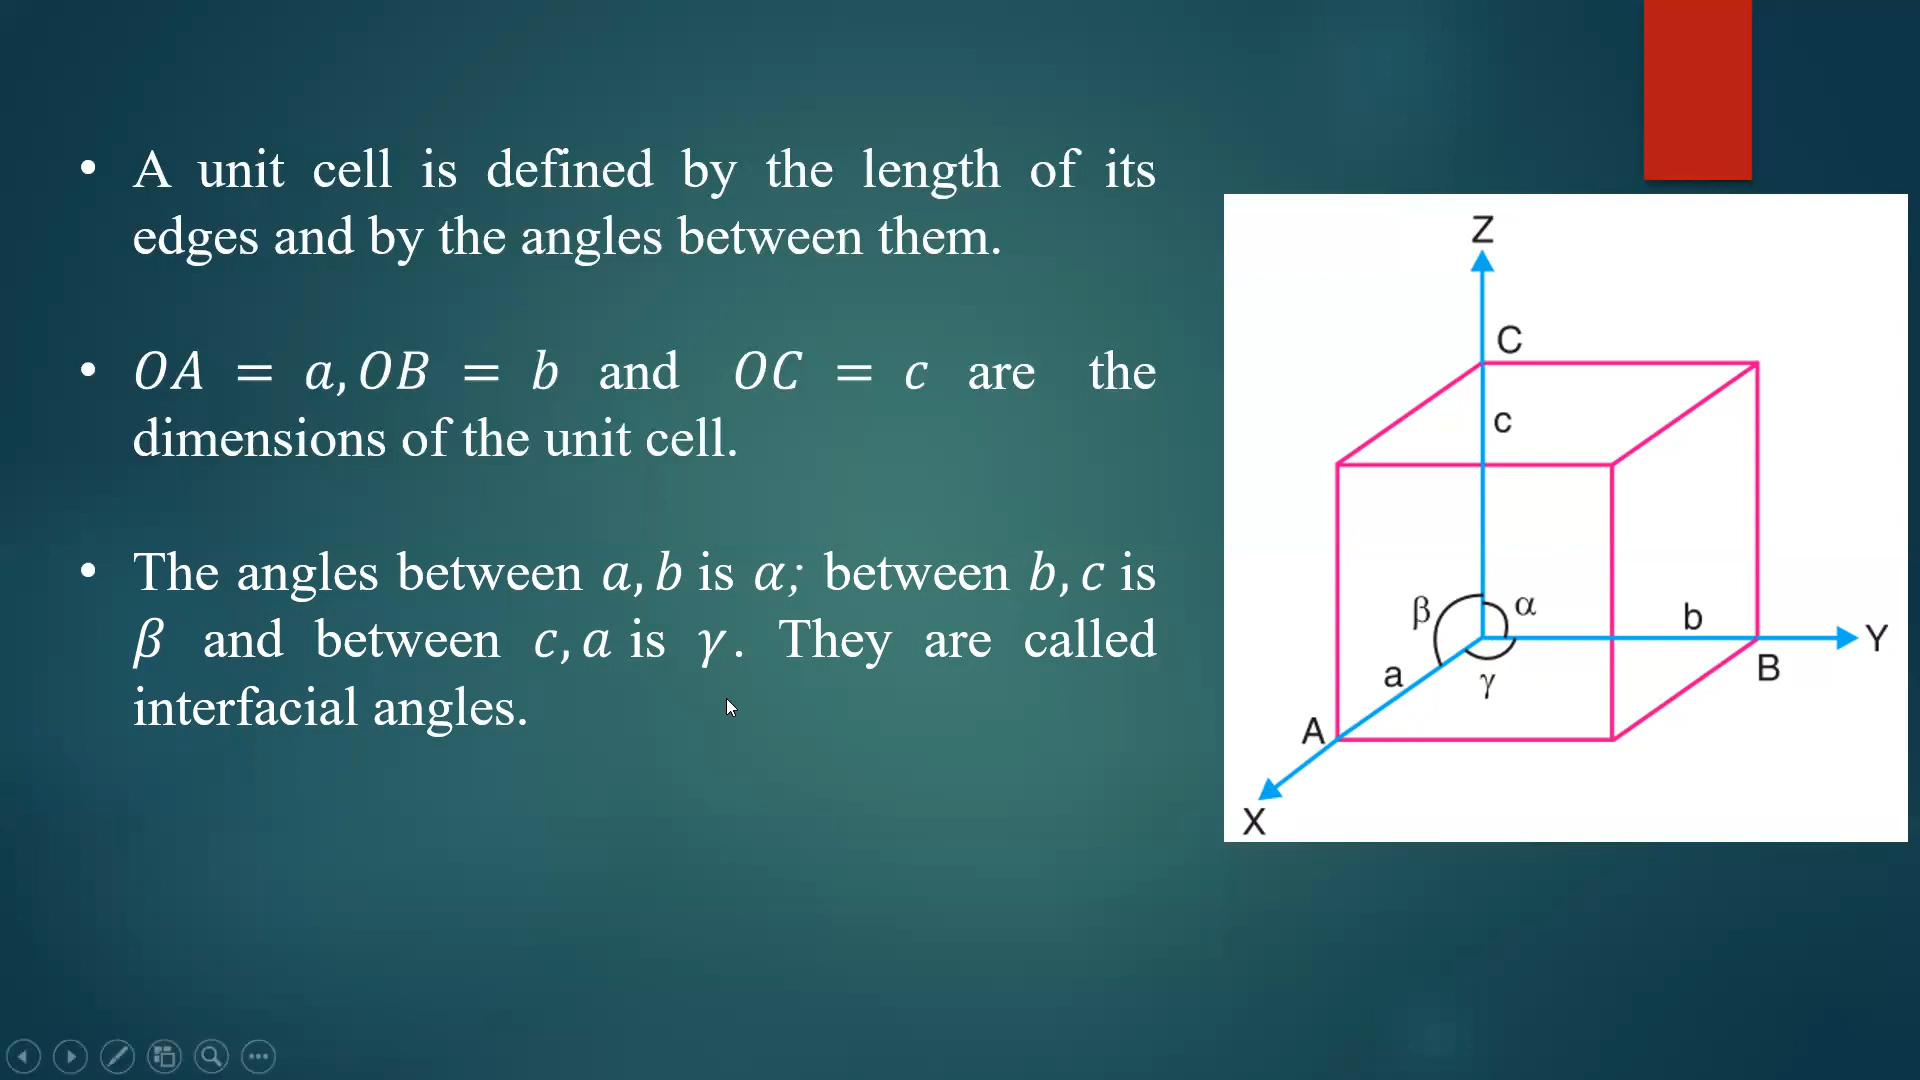 • A unit cell is defined by the length of its
edges and by the angles between them.
• OA = a, OB = b and OC = c are the
dimensions of the unit cell.
• The angles between a, b is α; between b, c is
β and between c, a is γ. They are called
interfacial angles.
Z
C
c
β
α
b
Y
a
γ
B
A
X